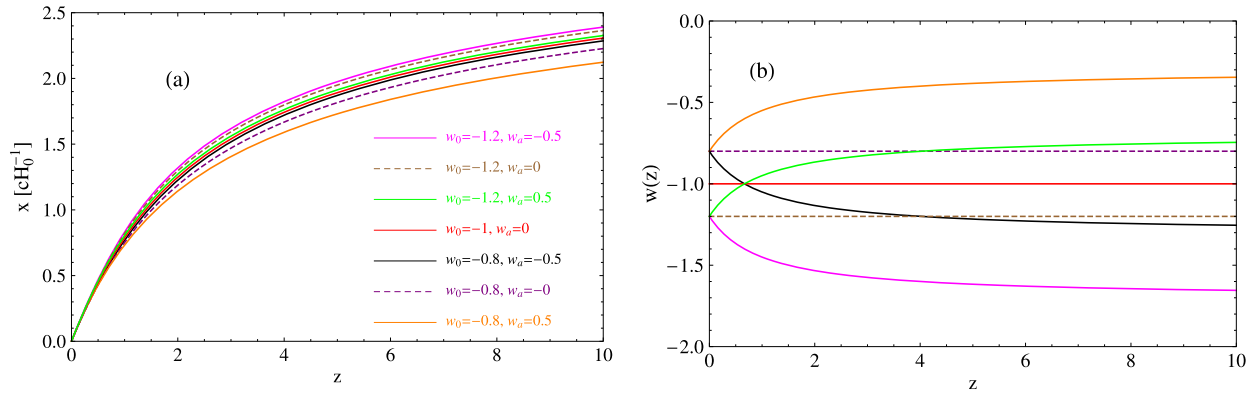 2.5
2.0
1.5
1.0
0.5
0.0
x [cH₀⁻¹]
(a)
w₀=−1.2, wₐ=−0.5
w₀=−1.2, wₐ=0
w₀=−1.2, wₐ=0.5
w₀=−1, wₐ=0
w₀=−0.8, wₐ=−0.5
w₀=−0.8, wₐ=−0
w₀=−0.8, wₐ=0.5
0 2 4 6 8 10
z
0.0
−0.5
−1.0
−1.5
−2.0
w(z)
(b)
0 2 4 6 8 10
z